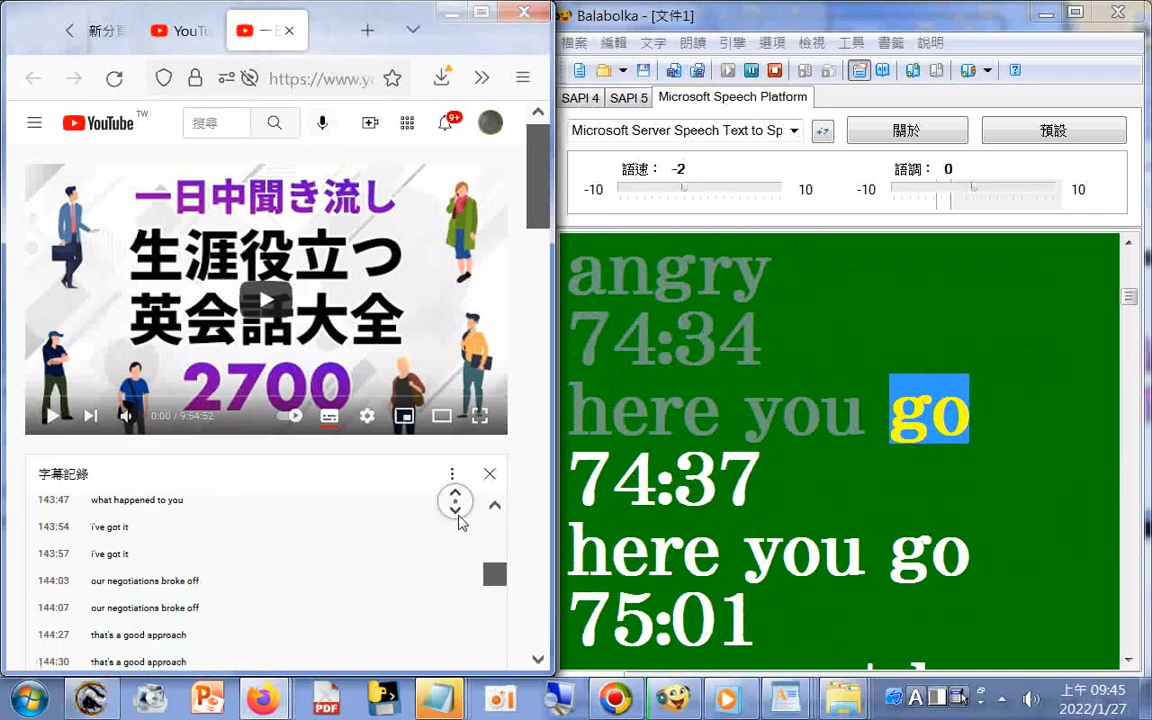 新分頁
YouTu
一E
https://www.y
YouTube TW
搜尋
9+
一日中聞き流し
生涯役立つ
英会話大全
2700
0:00 / 9:54:52
字幕記錄
143:47 what happened to you
143:54 i've got it
143:57 i've got it
144:03 our negotiations broke off
144:07 our negotiations broke off
144:27 that's a good approach
144:30 that's a good approach
Balabolka - [文件1]
檔案 編輯 文字 朗讀 引擎 選項 檢視 工具 書籤 說明
SAPI 4 SAPI 5 Microsoft Speech Platform
Microsoft Server Speech Text to Sp
關於
預設
語速： -2
語調： 0
-10 10 -10 10
angry
74:34
here you go
74:37
here you go
75:01
PDF
A
上午 09:45
2022/1/27